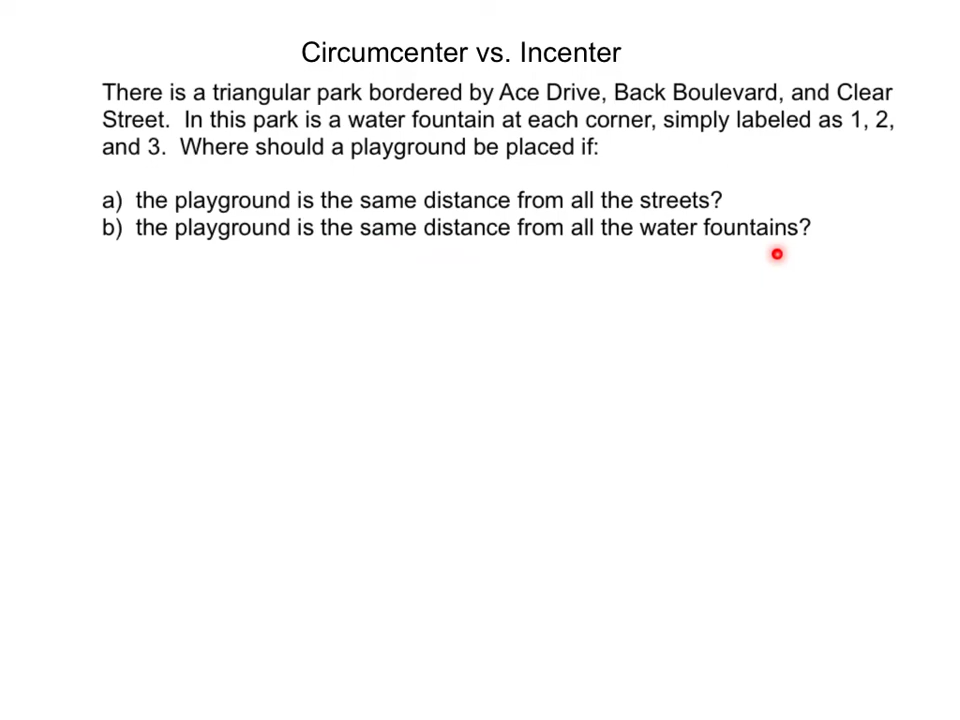 Circumcenter vs. Incenter
There is a triangular park bordered by Ace Drive, Back Boulevard, and Clear
Street.  In this park is a water fountain at each corner, simply labeled as 1, 2,
and 3.  Where should a playground be placed if:
a)  the playground is the same distance from all the streets?
b)  the playground is the same distance from all the water fountains?